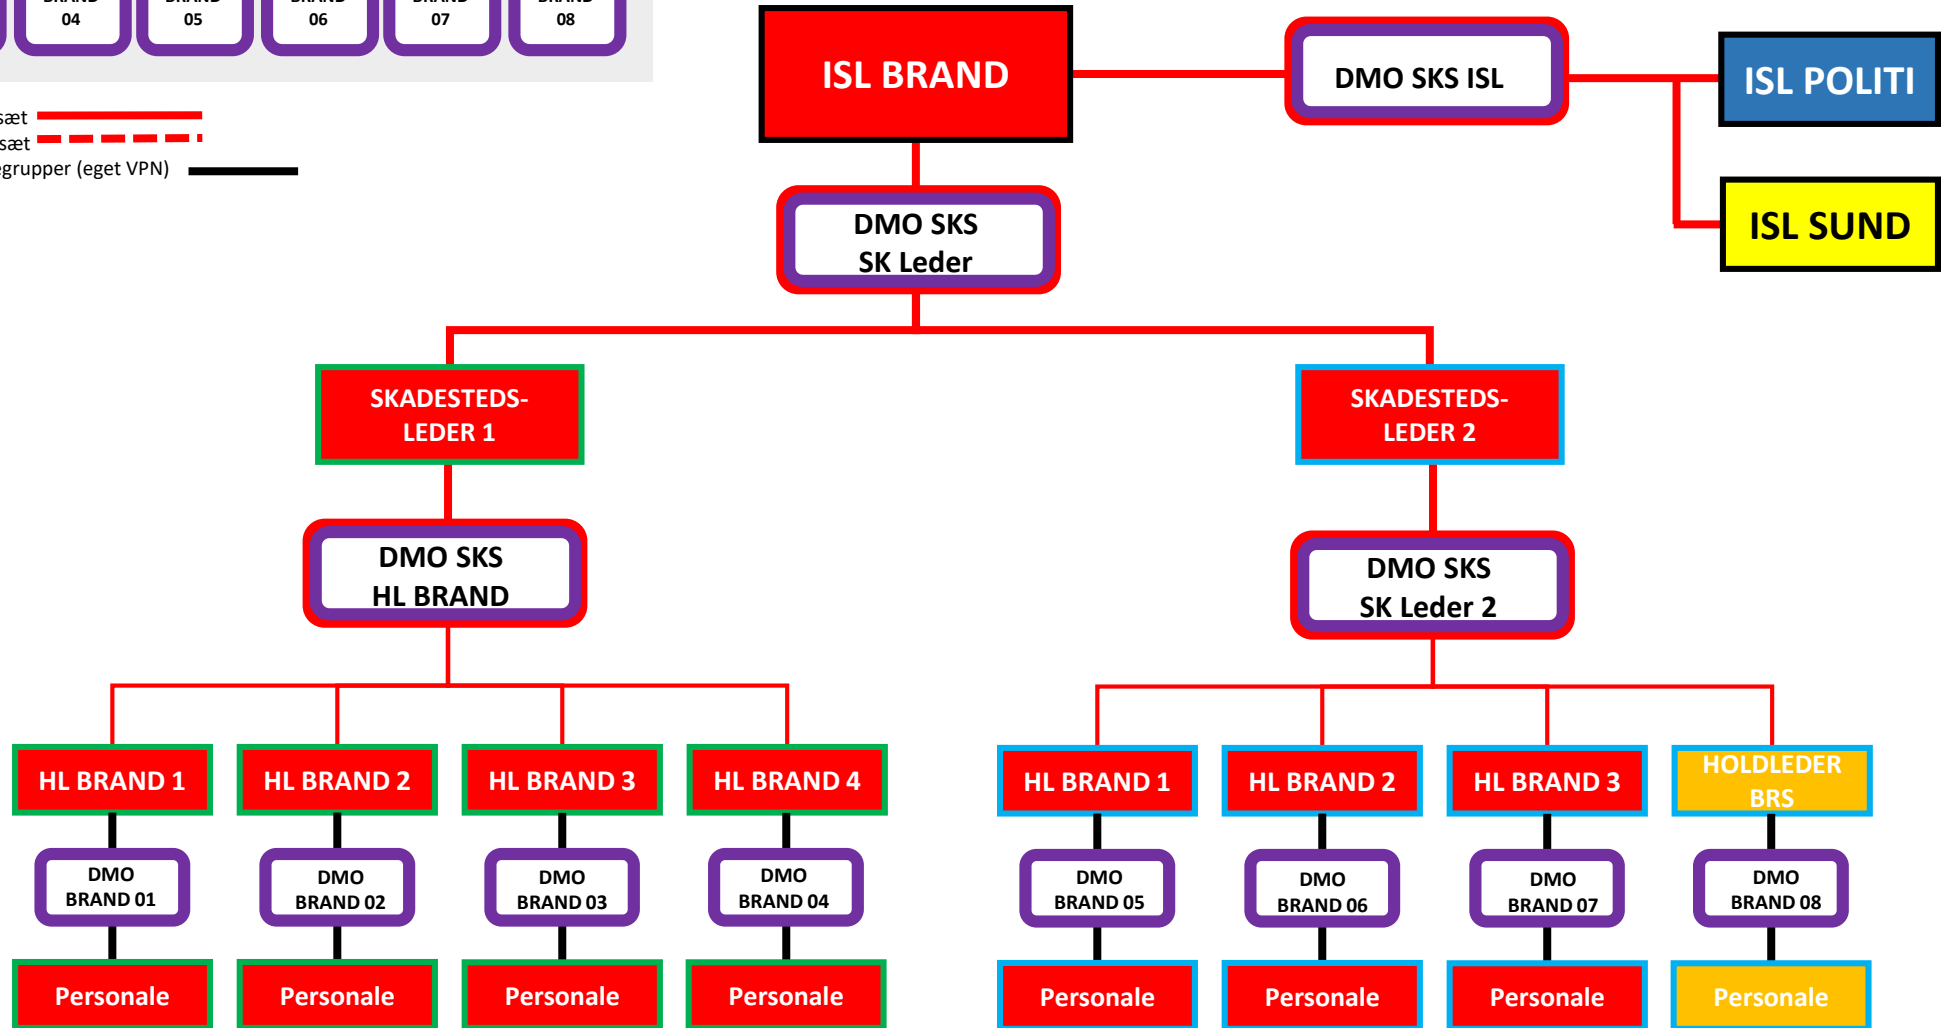 04
05
06
07
08
sæt
sæt
egrupper (eget VPN)
ISL BRAND
DMO SKS ISL
ISL POLITI
ISL SUND
DMO SKS
SK Leder
SKADESTEDS-
LEDER 1
SKADESTEDS-
LEDER 2
DMO SKS
HL BRAND
DMO SKS
SK Leder 2
HL BRAND 1
HL BRAND 2
HL BRAND 3
HL BRAND 4
HL BRAND 1
HL BRAND 2
HL BRAND 3
HOLDLEDER
BRS
DMO
BRAND 01
DMO
BRAND 02
DMO
BRAND 03
DMO
BRAND 04
DMO
BRAND 05
DMO
BRAND 06
DMO
BRAND 07
DMO
BRAND 08
Personale
Personale
Personale
Personale
Personale
Personale
Personale
Personale